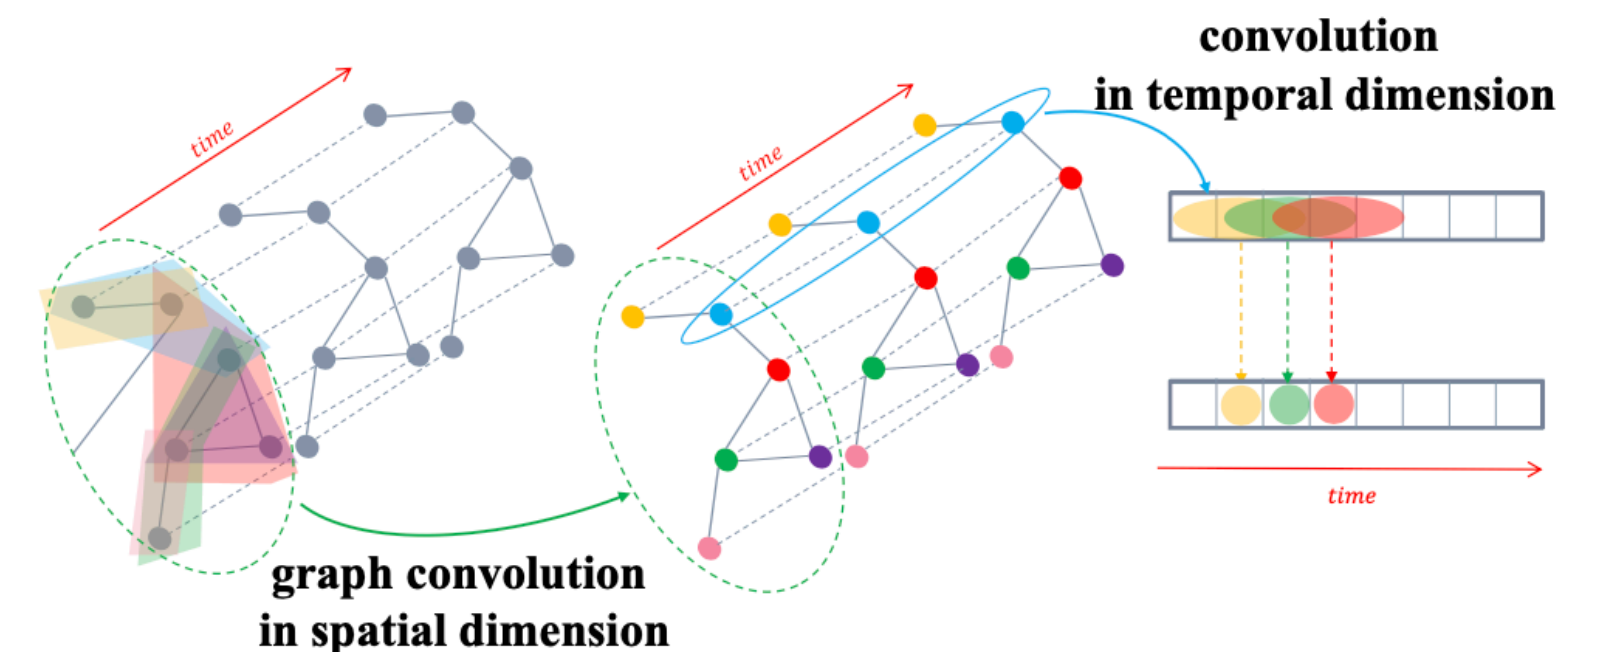 convolution
in temporal dimension
time
time
time
graph convolution
in spatial dimension